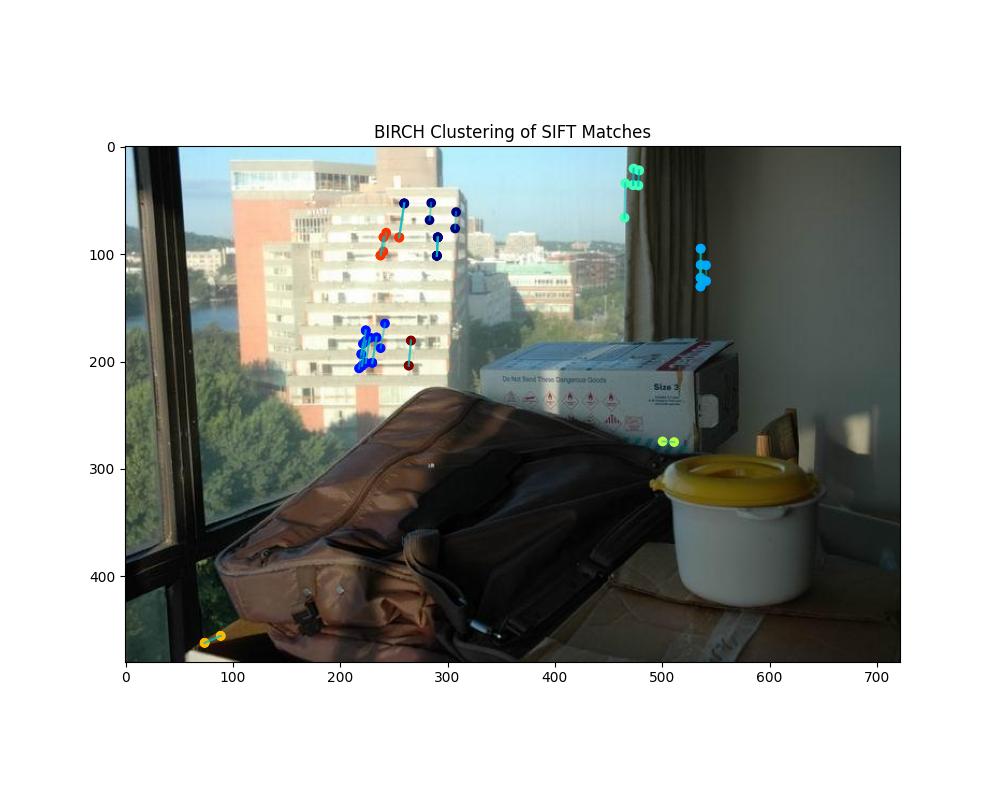 BIRCH Clustering of SIFT Matches
0
100
200
300
400
HYATT
Do Not Send These Dangerous Goods
Size 3
0 100 200 300 400 500 600 700